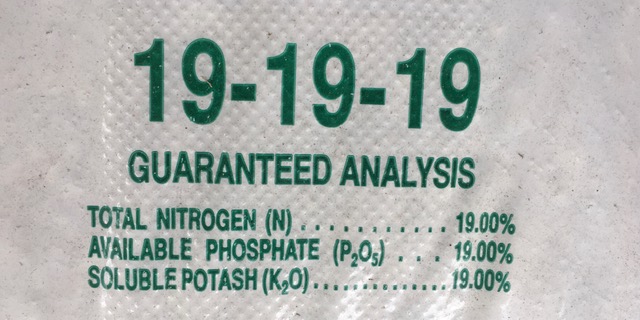 19-19-19
GUARANTEED ANALYSIS
TOTAL NITROGEN (N) . . . . . . . . . . . . 19.00%
AVAILABLE PHOSPHATE (P₂O₅) . . . 19.00%
SOLUBLE POTASH (K₂O)..............19.00%